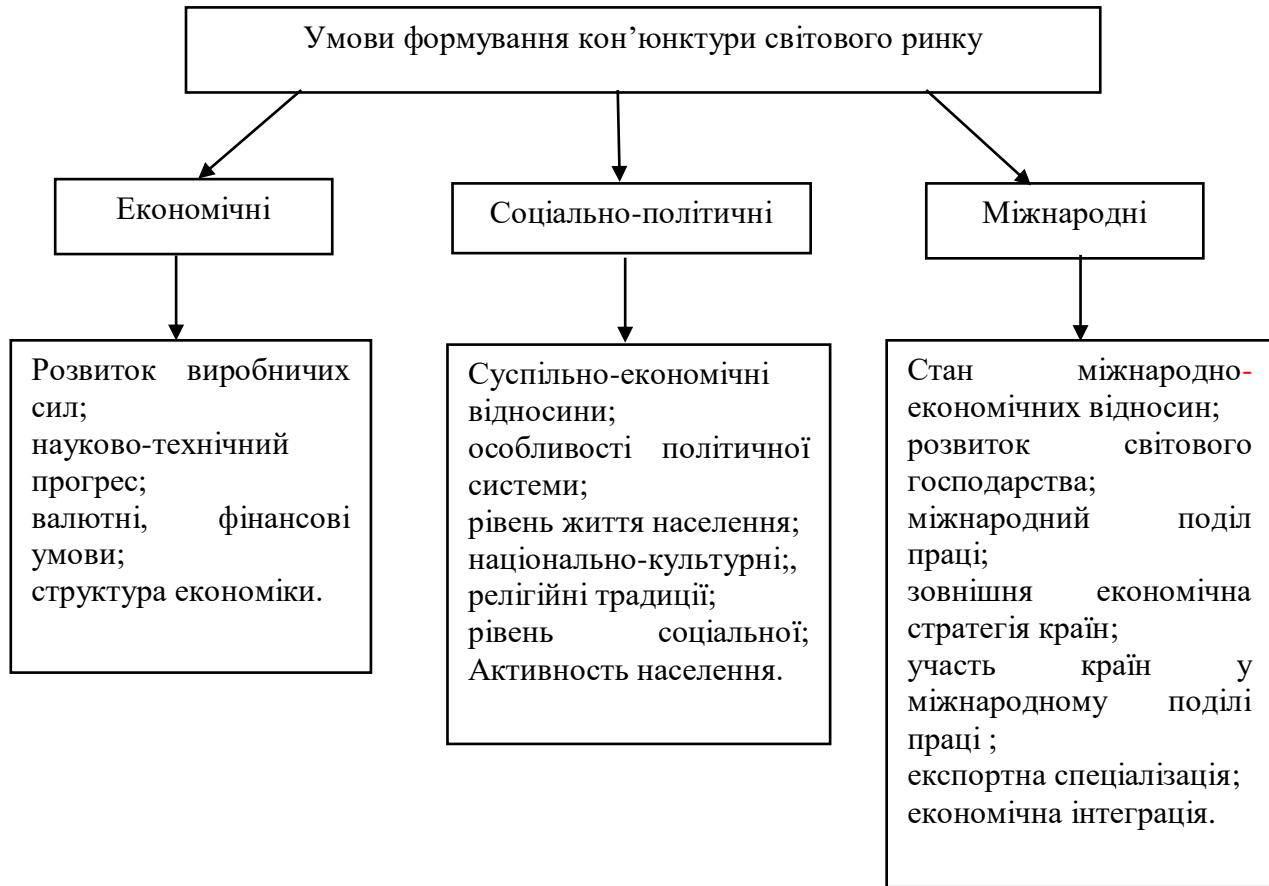 Умови формування кон’юнктури світового ринку
Економічні
Соціально-політичні
Міжнародні
Розвиток виробничих
сил;
науково-технічний
прогрес;
валютні, фінансові
умови;
структура економіки.
Суспільно-економічні
відносини;
особливості політичної
системи;
рівень життя населення;
національно-культурні;,
релігійні традиції;
рівень соціальної;
Активность населення.
Стан міжнародно-
економічних відносин;
розвиток світового
господарства;
міжнародний поділ
праці;
зовнішня економічна
стратегія країн;
участь країн у
міжнародному поділі
праці ;
експортна спеціалізація;
економічна інтеграція.